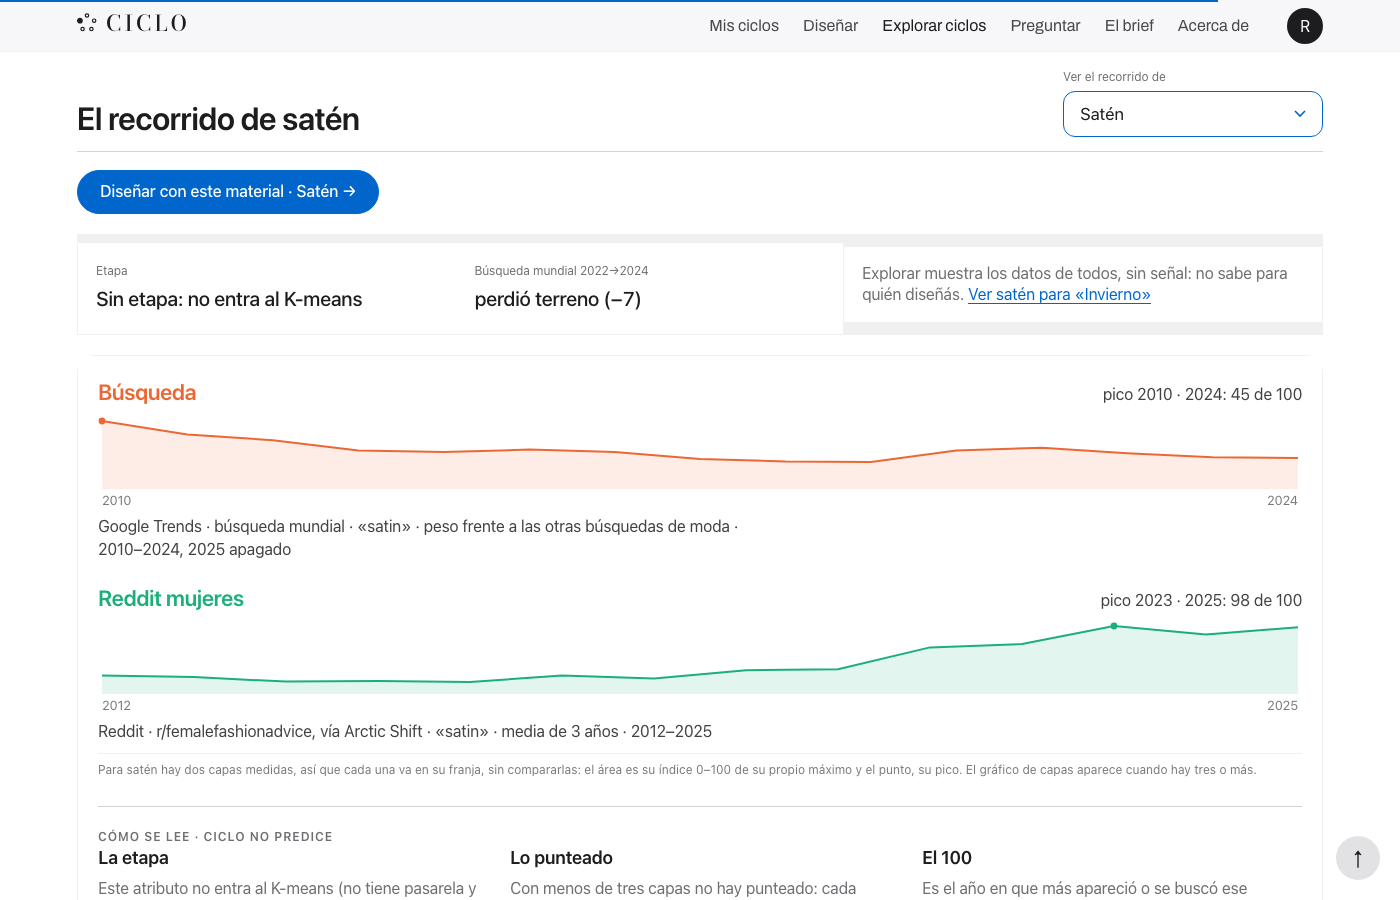 CICLO
Mis ciclos
Diseñar
Explorar ciclos
Preguntar
El brief
Acerca de
R
Ver el recorrido de
El recorrido de satén
Satén
Diseñar con este material · Satén →
Etapa
Sin etapa: no entra al K-means
Búsqueda mundial 2022→2024
perdió terreno (−7)
Explorar muestra los datos de todos, sin señal: no sabe para
quién diseñás. Ver satén para «Invierno»
Búsqueda
pico 2010 · 2024: 45 de 100
2010
2024
Google Trends · búsqueda mundial · «satin» · peso frente a las otras búsquedas de moda ·
2010–2024, 2025 apagado
Reddit mujeres
pico 2023 · 2025: 98 de 100
2012
2025
Reddit · r/femalefashionadvice, vía Arctic Shift · «satin» · media de 3 años · 2012–2025
Para satén hay dos capas medidas, así que cada una va en su franja, sin compararlas: el área es su índice 0–100 de su propio máximo y el punto, su pico. El gráfico de capas aparece cuando hay tres o más.
CÓMO SE LEE · CICLO NO PREDICE
La etapa
Este atributo no entra al K-means (no tiene pasarela y
Lo punteado
Con menos de tres capas no hay punteado: cada
El 100
Es el año en que más apareció o se buscó ese
↑